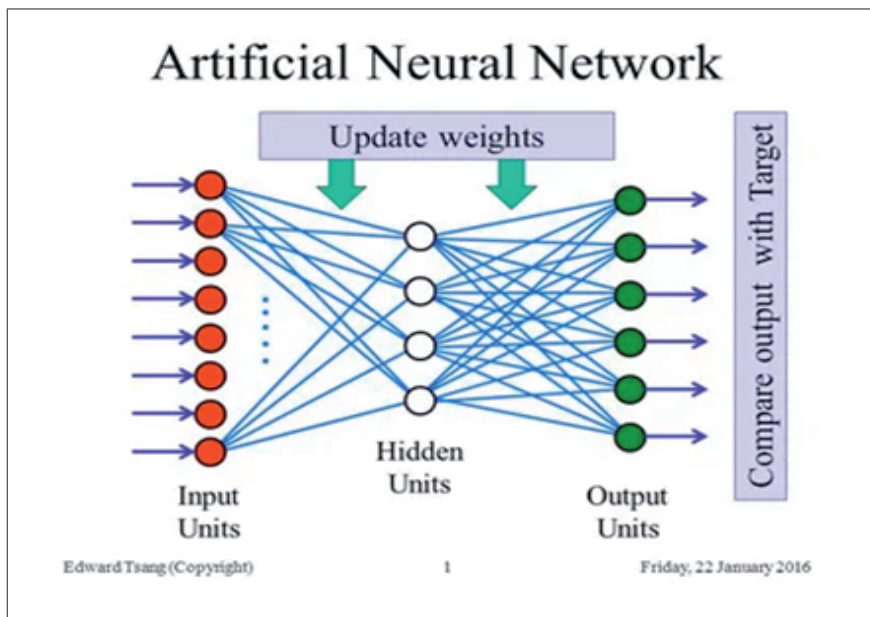 Artificial Neural Network
Update weights
Compare output with Target
Hidden
Units
Input
Units
Output
Units
Edward Tsang (Copyright)
1
Friday, 22 January 2016